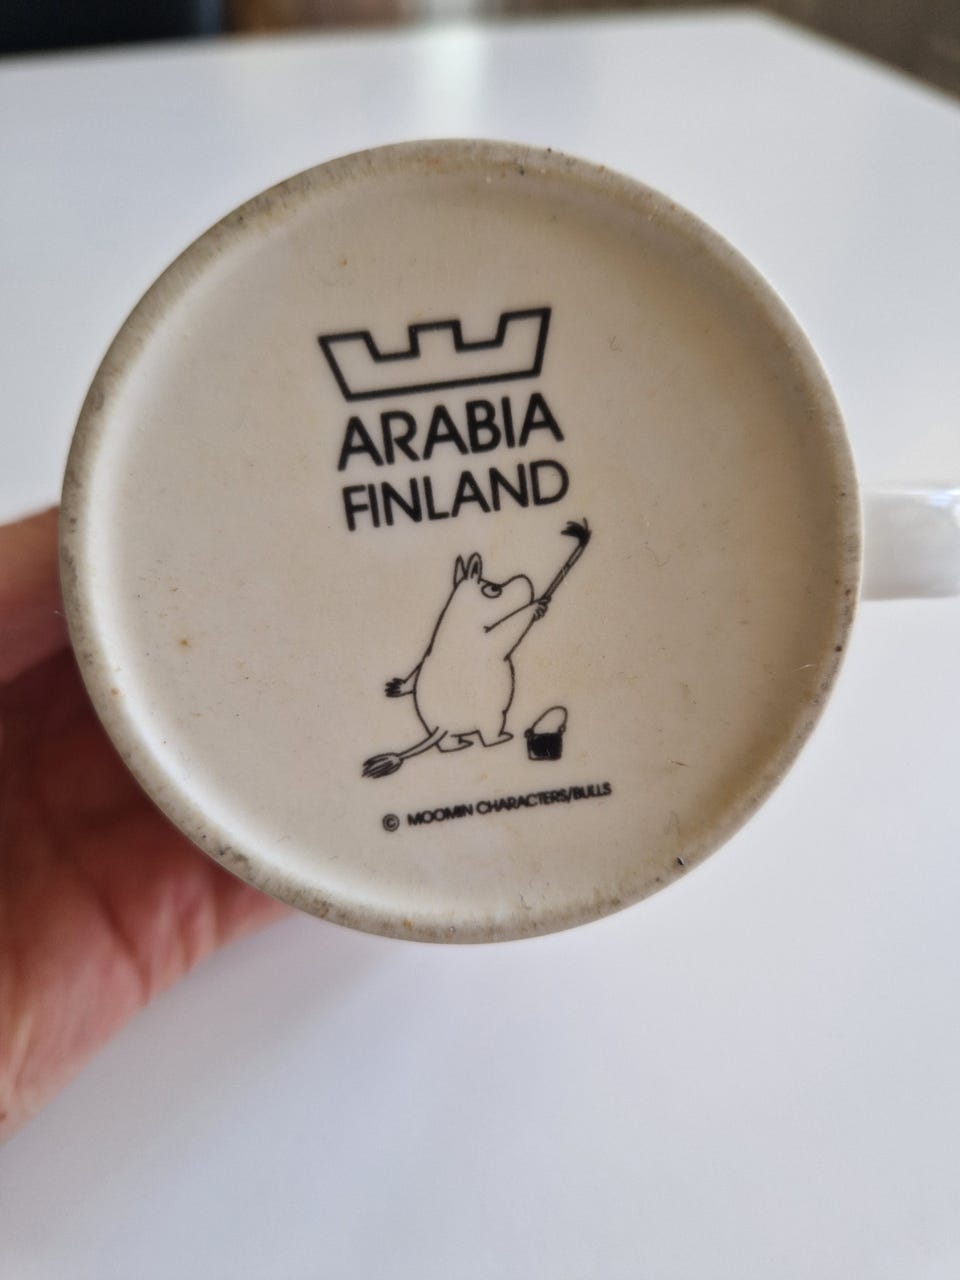 ARABIA
FINLAND
© MOOMIN CHARACTERS/BULLS